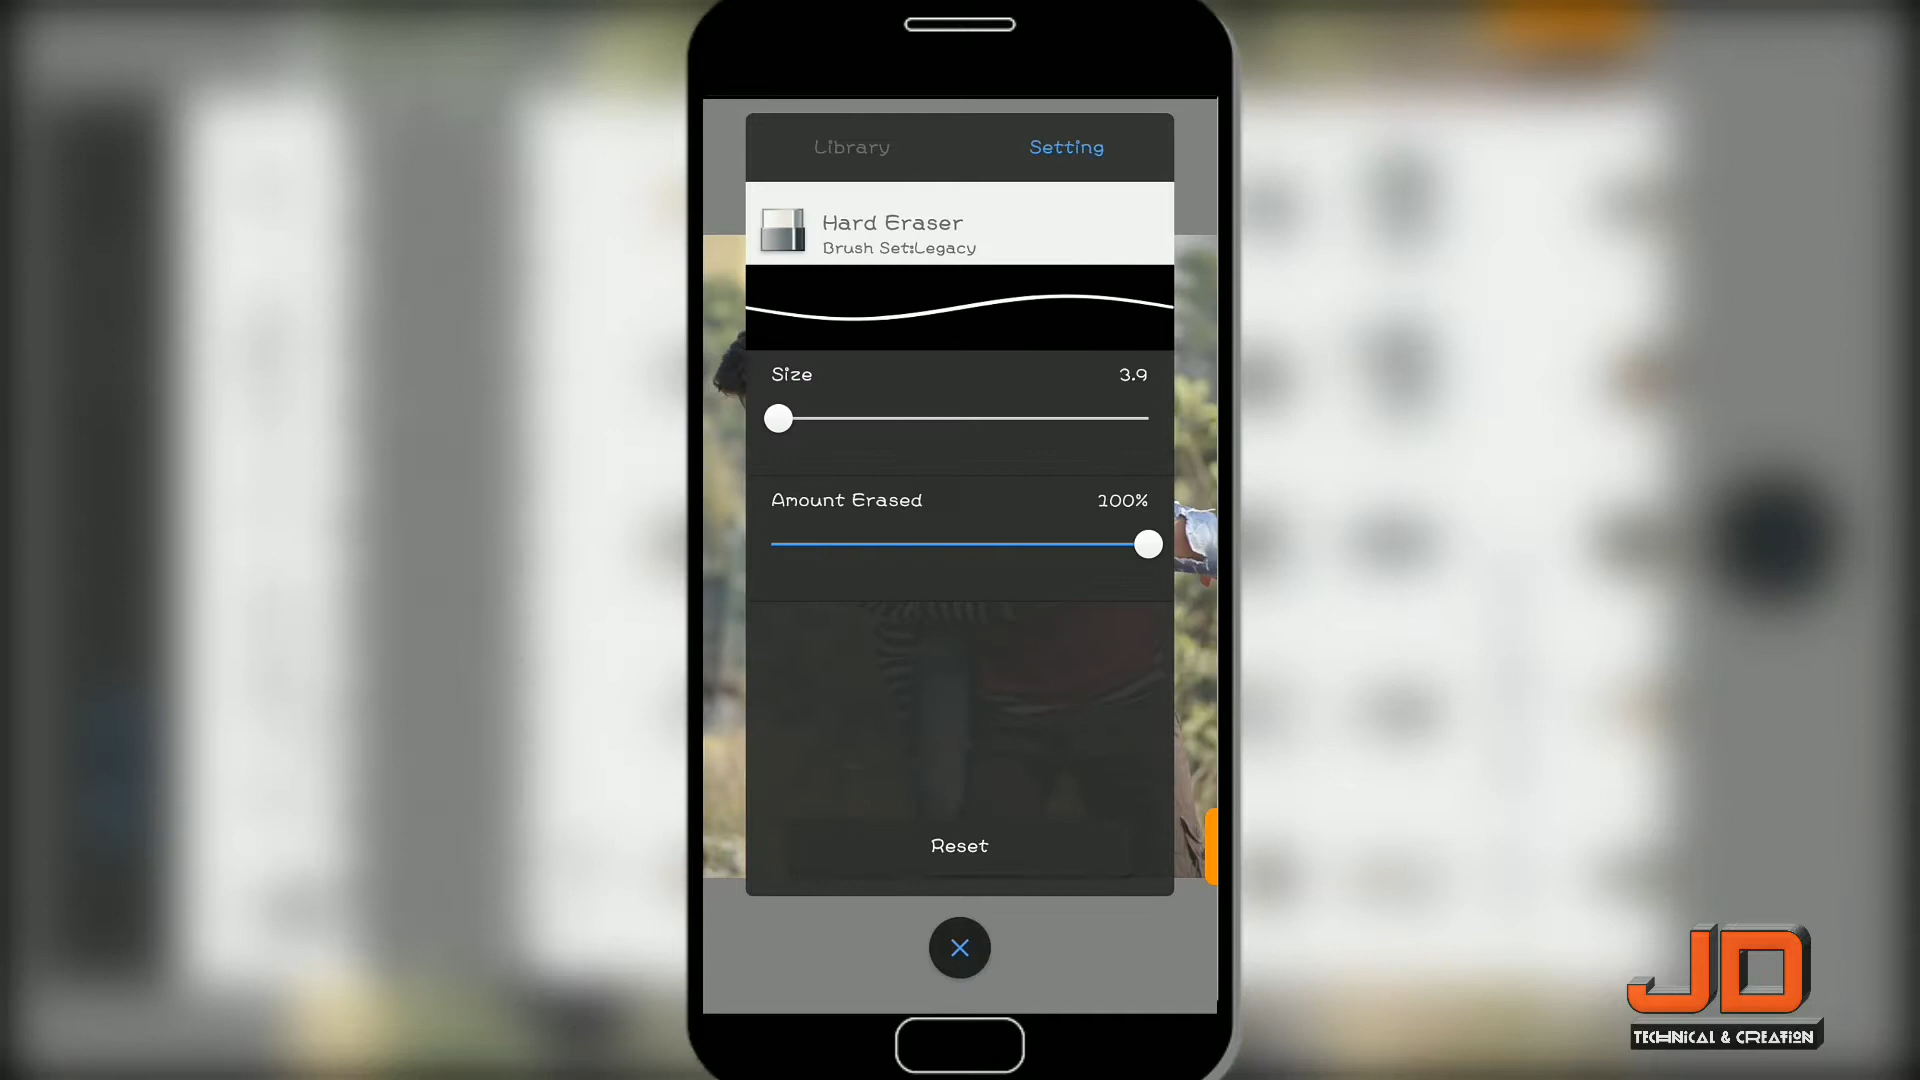 Library Setting
Hard Eraser
Brush Set:Legacy
Size 3.9
Amount Erased 100%
Reset
JD
TECHNICAL & CREATION